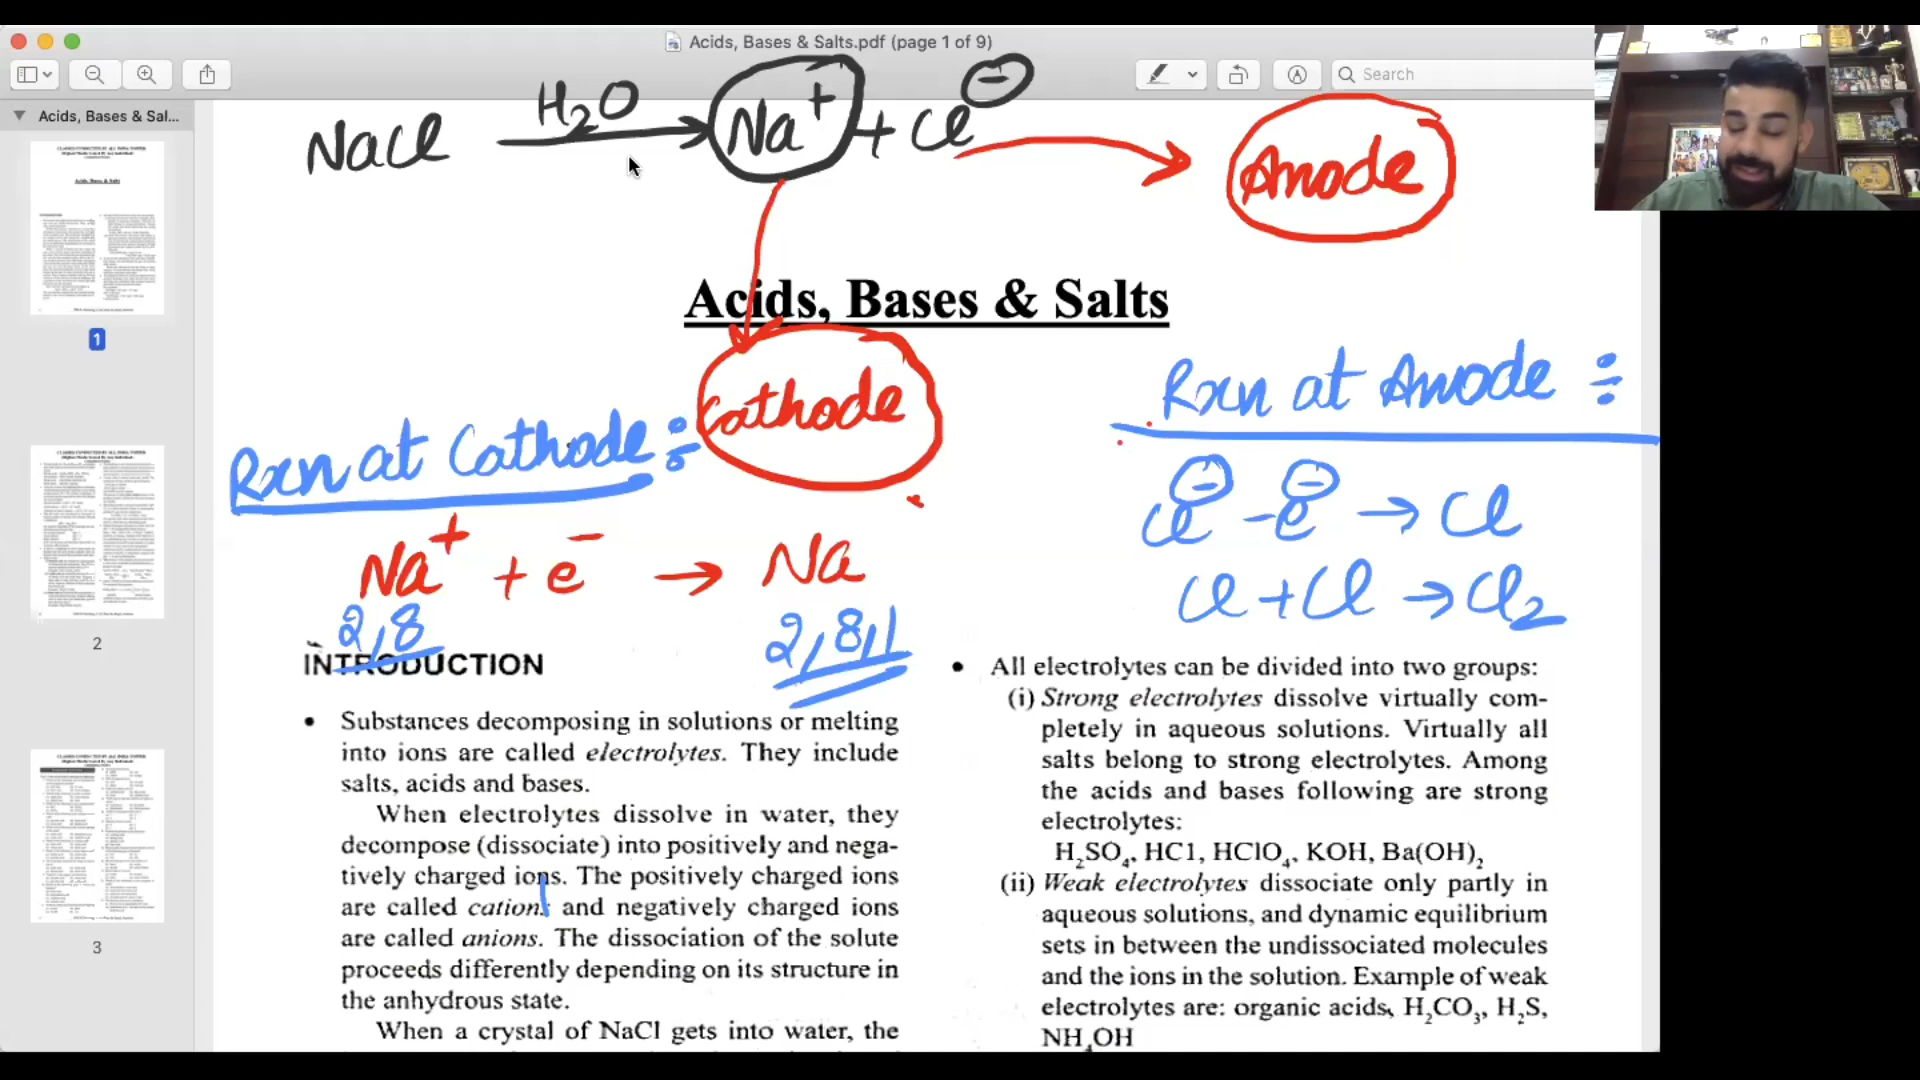 Acids, Bases & Salts.pdf (page 1 of 9)
Search
Acids, Bases & Sal...
1
2
3
NaCl H2O → Na+ + Cl⊖ → Anode
Acids, Bases & Salts
Cathode
Rxn at Cathode ÷
Na+ + e− → Na
2,8 2,8,1
Rxn at Anode ÷
Cl⊖ −e⊖ → Cl
Cl + Cl → Cl2
INTRODUCTION
• Substances decomposing in solutions or melting
into ions are called electrolytes. They include
salts, acids and bases.
When electrolytes dissolve in water, they
decompose (dissociate) into positively and nega-
tively charged ions. The positively charged ions
are called cations and negatively charged ions
are called anions. The dissociation of the solute
proceeds differently depending on its structure in
the anhydrous state.
When a crystal of NaCl gets into water, the
• All electrolytes can be divided into two groups:
(i) Strong electrolytes dissolve virtually com-
pletely in aqueous solutions. Virtually all
salts belong to strong electrolytes. Among
the acids and bases following are strong
electrolytes:
H2SO4, HC1, HClO4, KOH, Ba(OH)2
(ii) Weak electrolytes dissociate only partly in
aqueous solutions, and dynamic equilibrium
sets in between the undissociated molecules
and the ions in the solution. Example of weak
electrolytes are: organic acids, H2CO3, H2S,
NH4OH